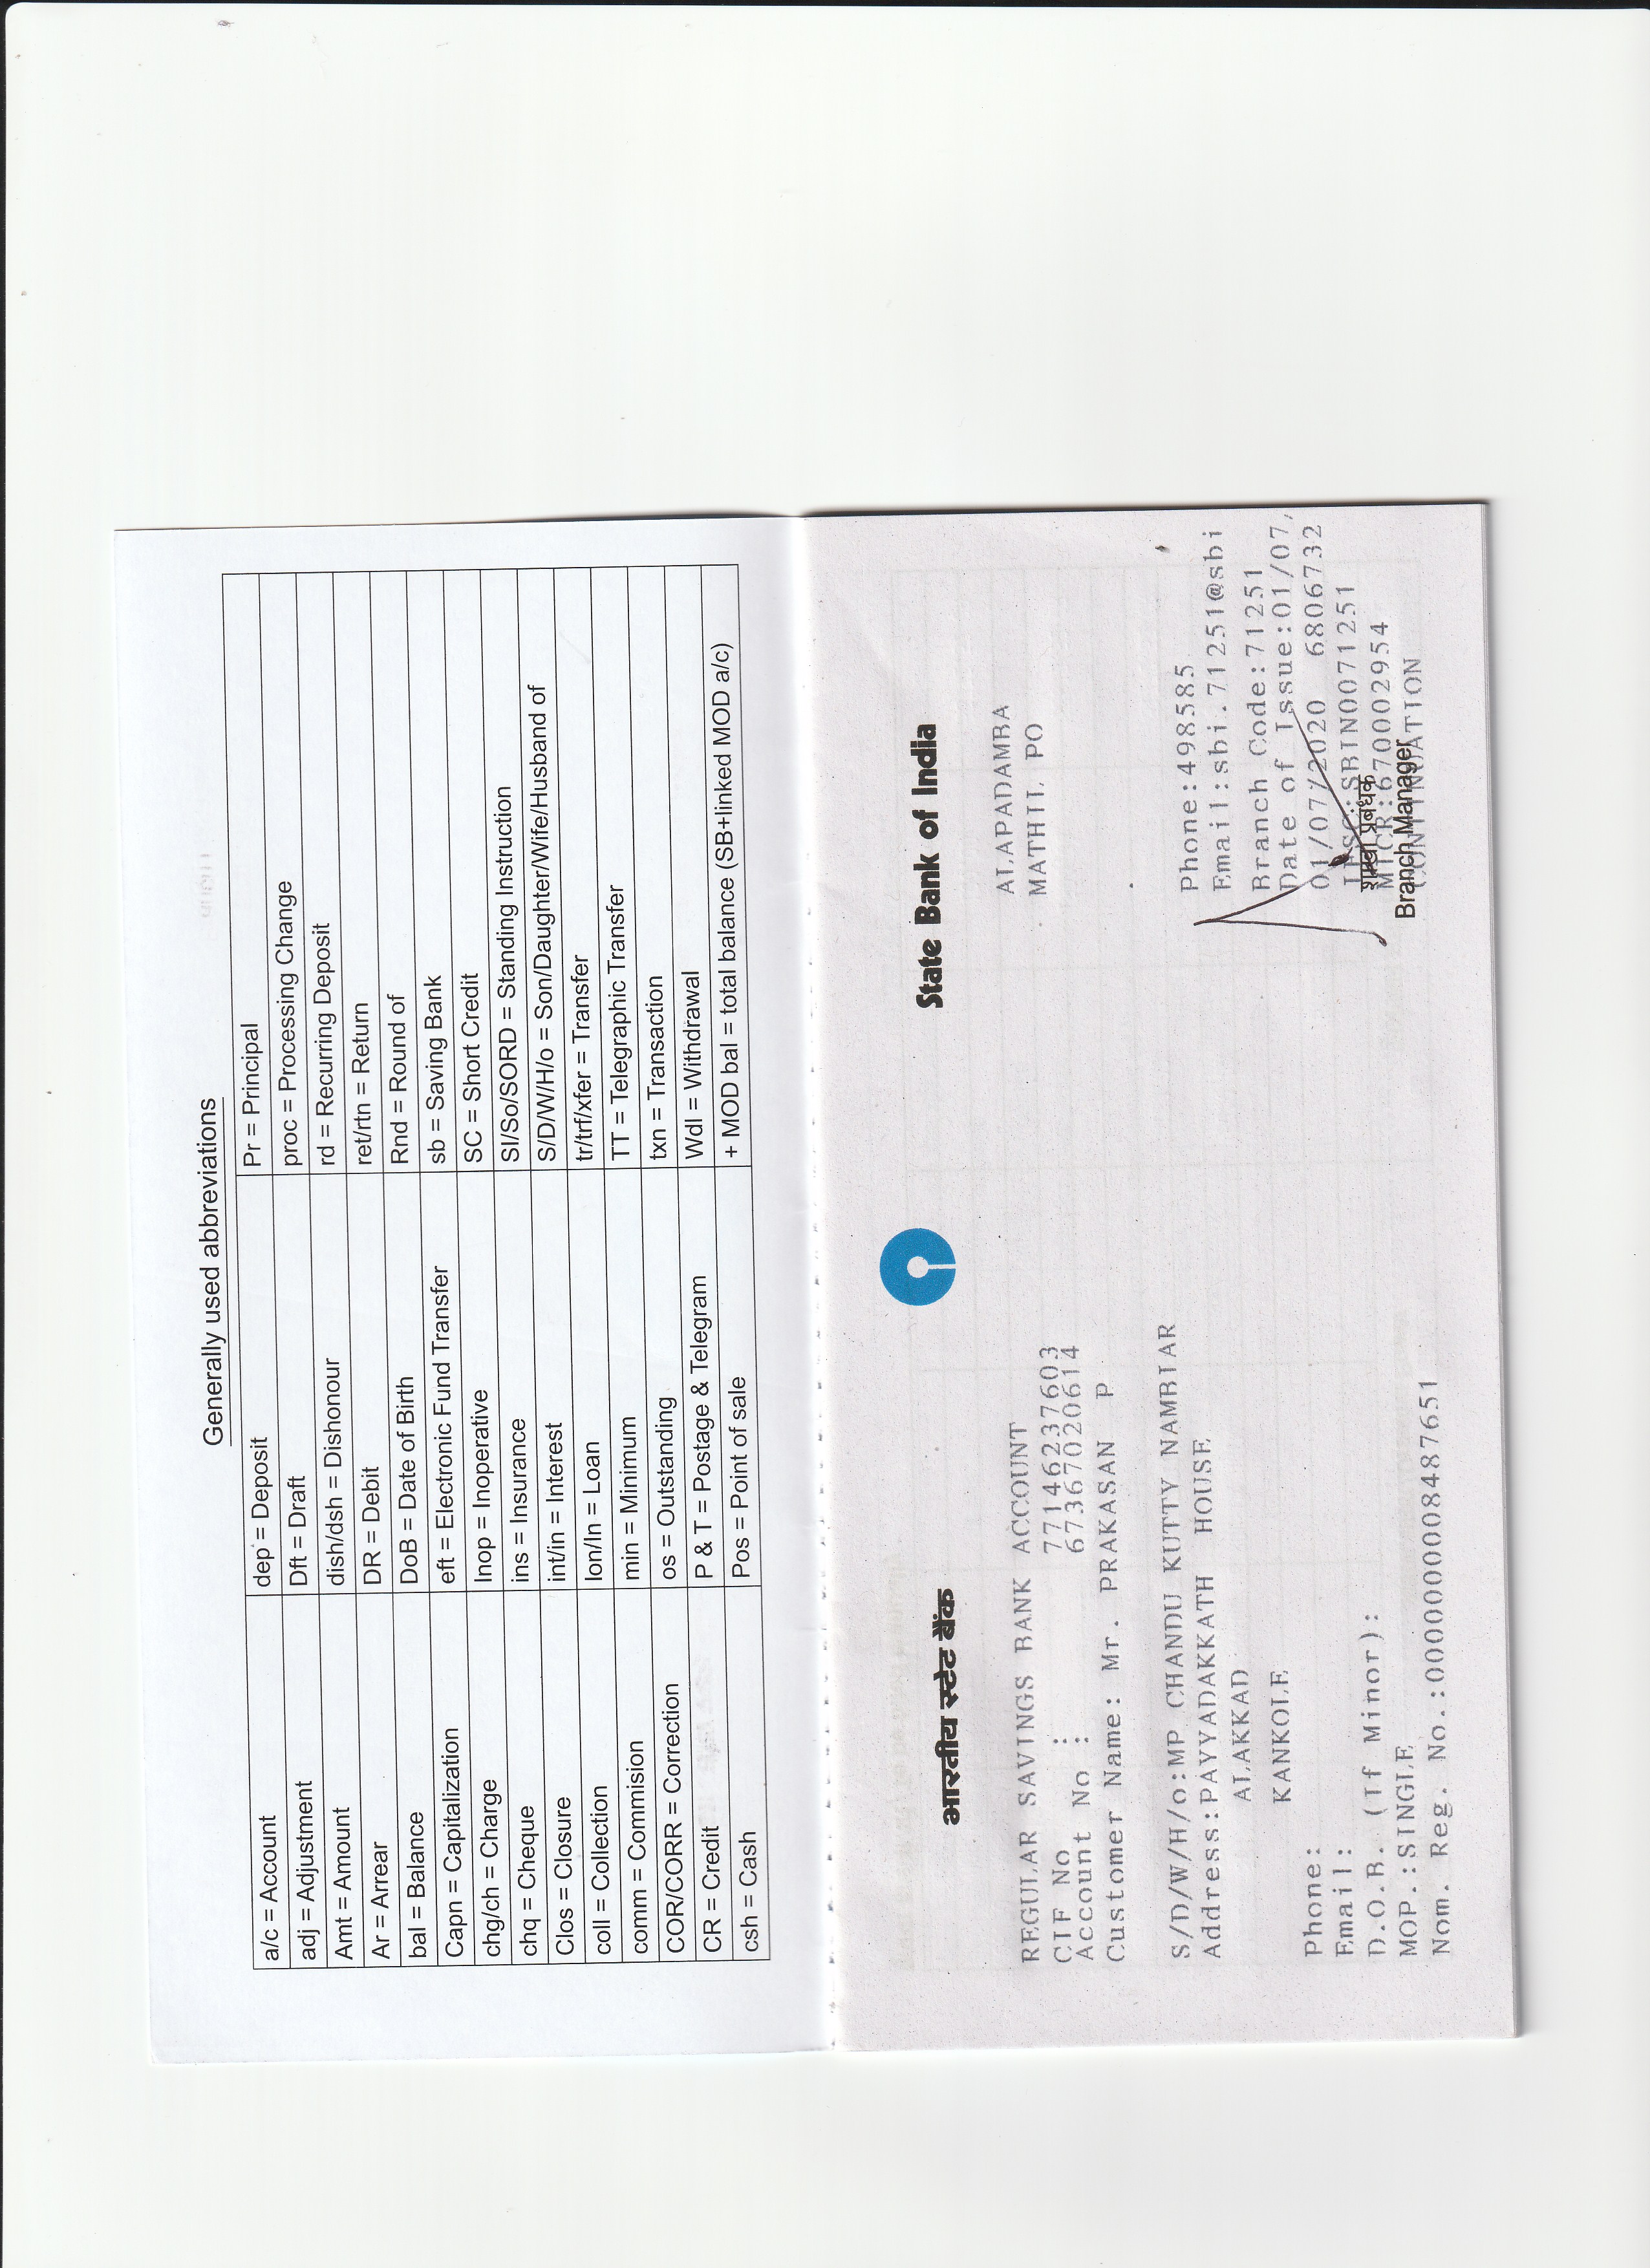 Generally used abbreviations
a/c = Account	dep = Deposit	Pr = Principal
adj = Adjustment	Dft = Draft	proc = Processing Change
Amt = Amount	dish/dsh = Dishonour	rd = Recurring Deposit
Ar = Arrear	DR = Debit	ret/rtn = Return
bal = Balance	DoB = Date of Birth	Rnd = Round of
Capn = Capitalization	eft = Electronic Fund Transfer	sb = Saving Bank
chg/ch = Charge	Inop = Inoperative	SC = Short Credit
chq = Cheque	ins = Insurance	SI/So/SORD = Standing Instruction
Clos = Closure	int/in = Interest	S/D/W/H/o = Son/Daughter/Wife/Husband of
coll = Collection	lon/ln = Loan	tr/trf/xfer = Transfer
comm = Commision	min = Minimum	TT = Telegraphic Transfer
COR/CORR = Correction	os = Outstanding	txn = Transaction
CR = Credit	P & T = Postage & Telegram	Wdl = Withdrawal
csh = Cash	Pos = Point of sale	+ MOD bal = total balance (SB+linked MOD a/c)
भारतीय स्टेट बैंक	State Bank of India
REGULAR SAVINGS BANK ACCOUNT	ALAPADAMBA
CIF No : 77146237603	MATHIL PO
Account No : 67367020614
Customer Name: Mr. PRAKASAN P
S/D/W/H/o:MP CHANDU KUTTY NAMBIAR	Phone:498585
Address:PAYYADAKKATH HOUSE	Email:sbi.71251@sbi
ALAKKAD	Branch Code:71251
KANKOLE	Date of Issue:01/07/
Phone:	01/07/2020 6806732
Email:	IFSC:SBIN0071251
D.O.B. (If Minor):	शाखा प्रबंधक
MOP.:SINGLE	MICR:670002954
Nom. Reg. No.:0000000008487651	CONTINUATION
Branch Manager